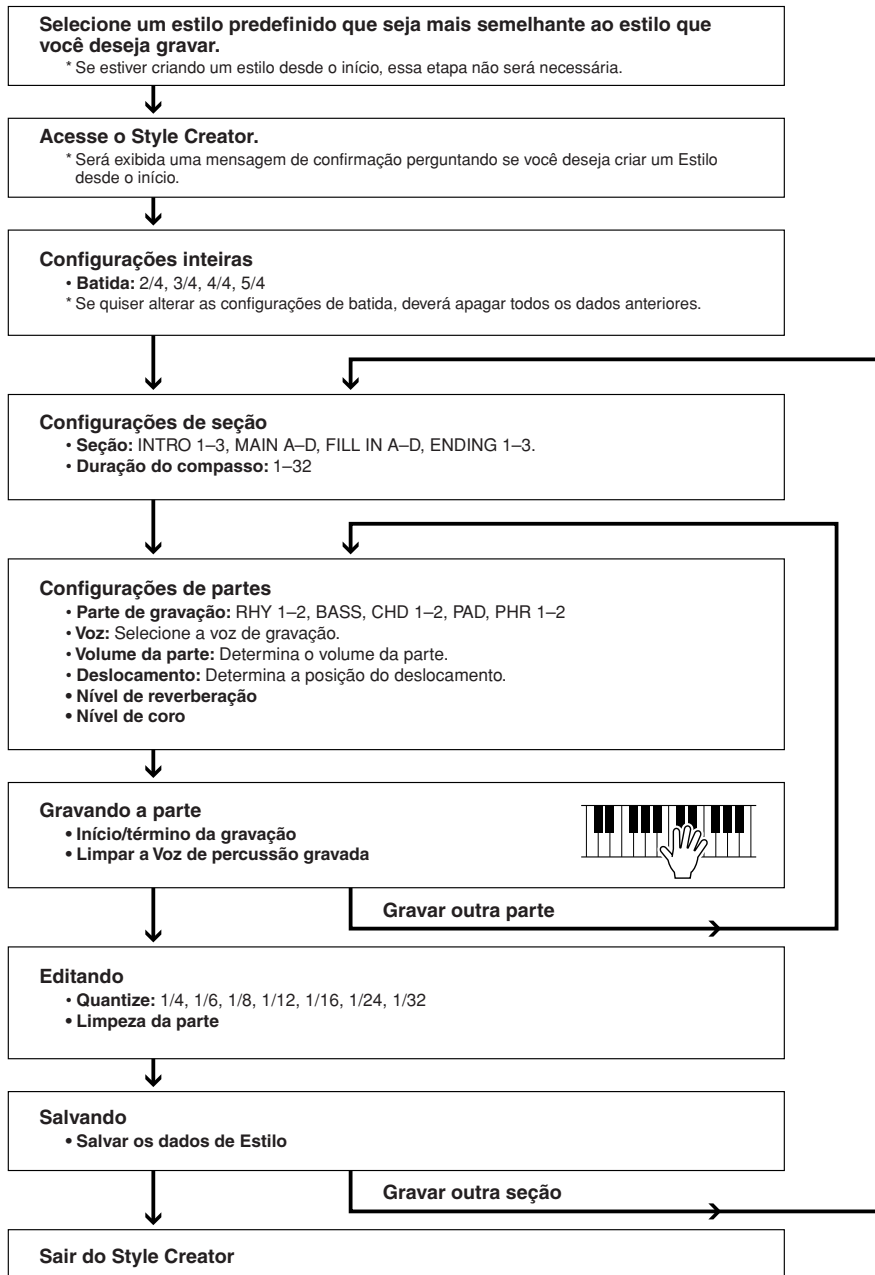 Selecione um estilo predefinido que seja mais semelhante ao estilo que
você deseja gravar.
* Se estiver criando um estilo desde o início, essa etapa não será necessária.
Acesse o Style Creator.
* Será exibida uma mensagem de confirmação perguntando se você deseja criar um Estilo
desde o início.
Configurações inteiras
• Batida: 2/4, 3/4, 4/4, 5/4
* Se quiser alterar as configurações de batida, deverá apagar todos os dados anteriores.
Configurações de seção
• Seção: INTRO 1–3, MAIN A–D, FILL IN A–D, ENDING 1–3.
• Duração do compasso: 1–32
Configurações de partes
• Parte de gravação: RHY 1–2, BASS, CHD 1–2, PAD, PHR 1–2
• Voz: Selecione a voz de gravação.
• Volume da parte: Determina o volume da parte.
• Deslocamento: Determina a posição do deslocamento.
• Nível de reverberação
• Nível de coro
Gravando a parte
• Início/término da gravação
• Limpar a Voz de percussão gravada
Gravar outra parte
Editando
• Quantize: 1/4, 1/6, 1/8, 1/12, 1/16, 1/24, 1/32
• Limpeza da parte
Salvando
• Salvar os dados de Estilo
Gravar outra seção
Sair do Style Creator